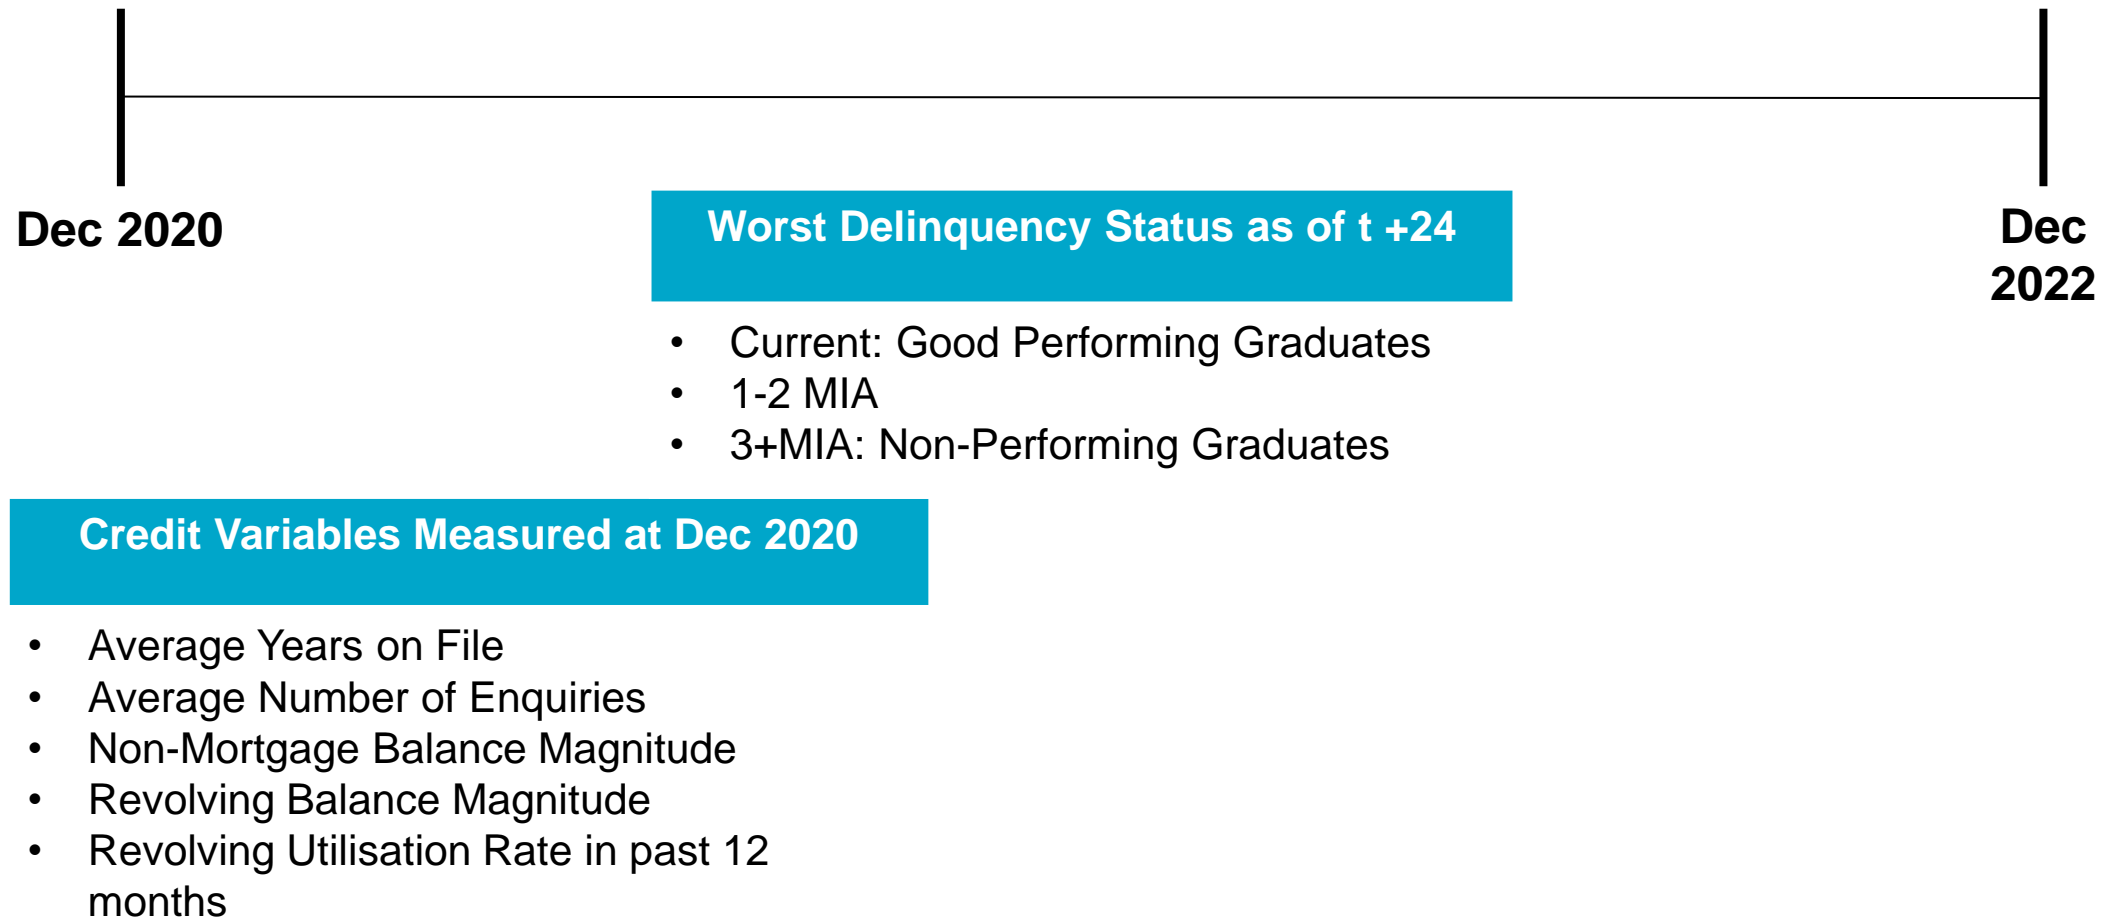 Dec 2020
Worst Delinquency Status as of t +24
Dec
2022
• Current: Good Performing Graduates
• 1-2 MIA
• 3+MIA: Non-Performing Graduates
Credit Variables Measured at Dec 2020
• Average Years on File
• Average Number of Enquiries
• Non-Mortgage Balance Magnitude
• Revolving Balance Magnitude
• Revolving Utilisation Rate in past 12
months